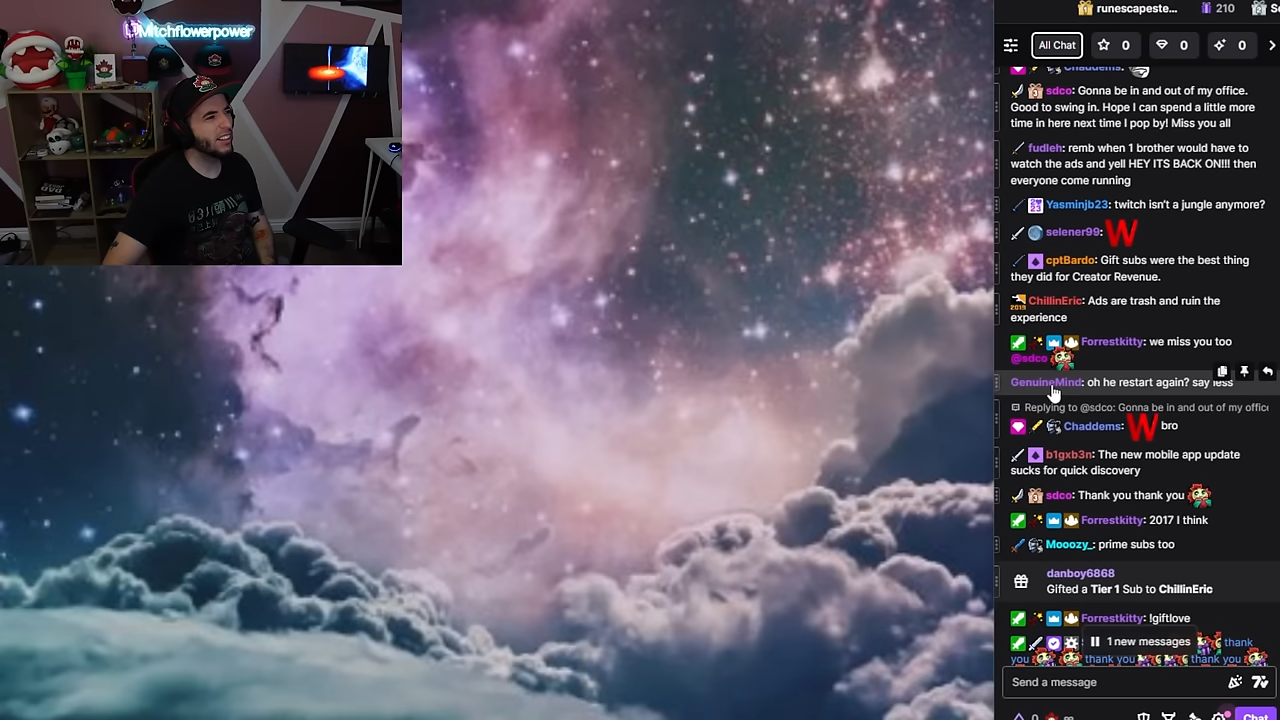 Mitchflowerpower
runescapeste...
210
All Chat
0
0
0
Chaddems:
sdco: Gonna be in and out of my office.
Good to swing in. Hope I can spend a little more
time in here next time I pop by! Miss you all
fudleh: remb when 1 brother would have to
watch the ads and yell HEY ITS BACK ON!!! then
everyone come running
Yasminjb23: twitch isn't a jungle anymore?
selener99: W
cptBardo: Gift subs were the best thing
they did for Creator Revenue.
ChillinEric: Ads are trash and ruin the
experience
Forrestkitty: we miss you too
@sdco
GenuineMind: oh he restart again? say less
Replying to @sdco: Gonna be in and out of my offic
Chaddems: W bro
b1gxb3n: The new mobile app update
sucks for quick discovery
sdco: Thank you thank you
Forrestkitty: 2017 I think
Mooozy_: prime subs too
danboy6868
Gifted a Tier 1 Sub to ChillinEric
Forrestkitty: !giftlove
1 new messages
thank
you thank you thank you
Send a message
0
Chat